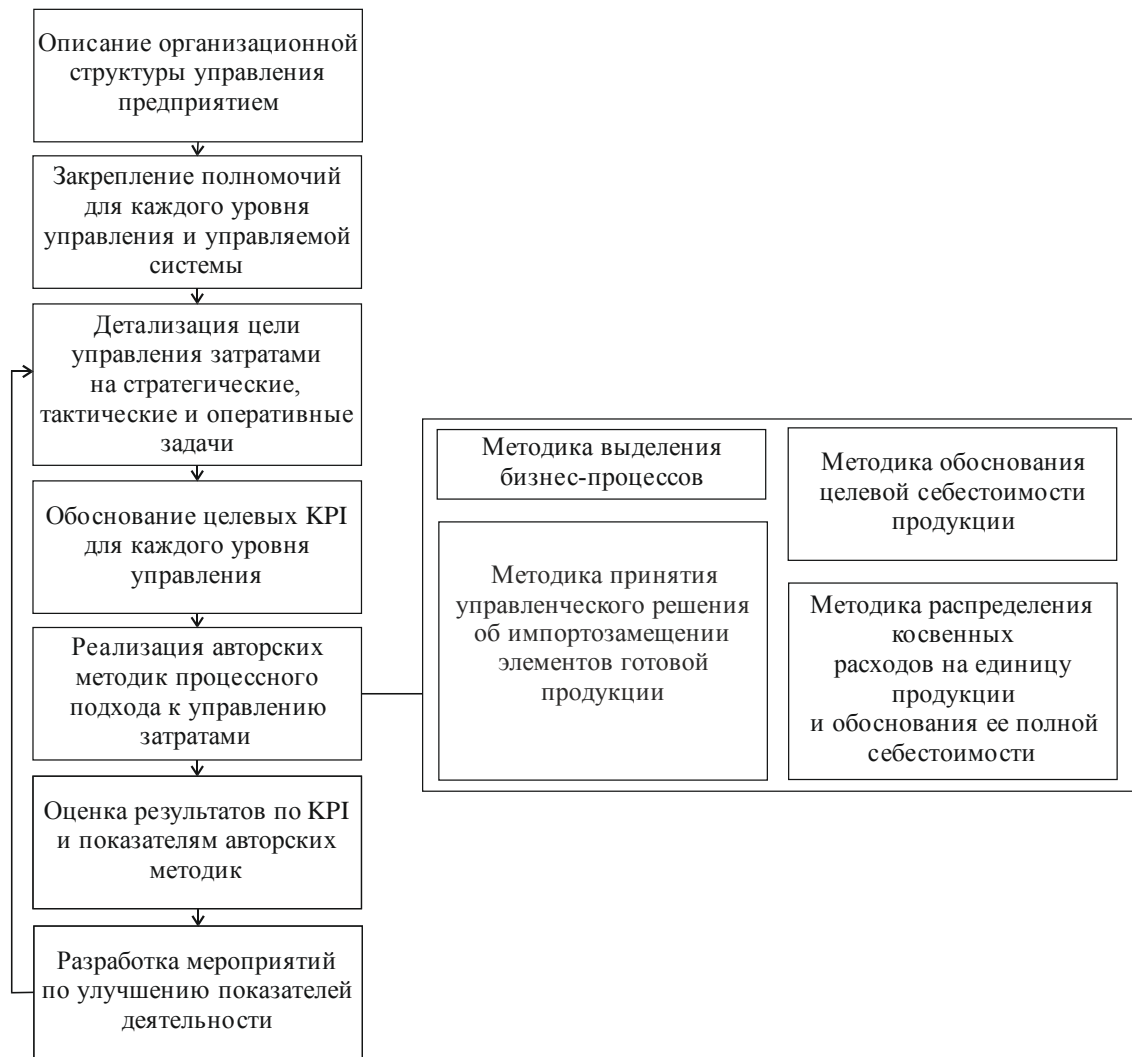 Описание организационной
структуры управления
предприятием
Закрепление полномочий
для каждого уровня
управления и управляемой
системы
Детализация цели
управления затратами
на стратегические,
тактические и оперативные
задачи
Обоснование целевых KPI
для каждого уровня
управления
Реализация авторских
методик процессного
подхода к управлению
затратами
Оценка результатов по KPI
и показателям авторских
методик
Разработка мероприятий
по улучшению показателей
деятельности
Методика выделения
бизнес-процессов
Методика принятия
управленческого решения
об импортозамещении
элементов готовой
продукции
Методика обоснования
целевой себестоимости
продукции
Методика распределения
косвенных
расходов на единицу
продукции
и обоснования ее полной
себестоимости